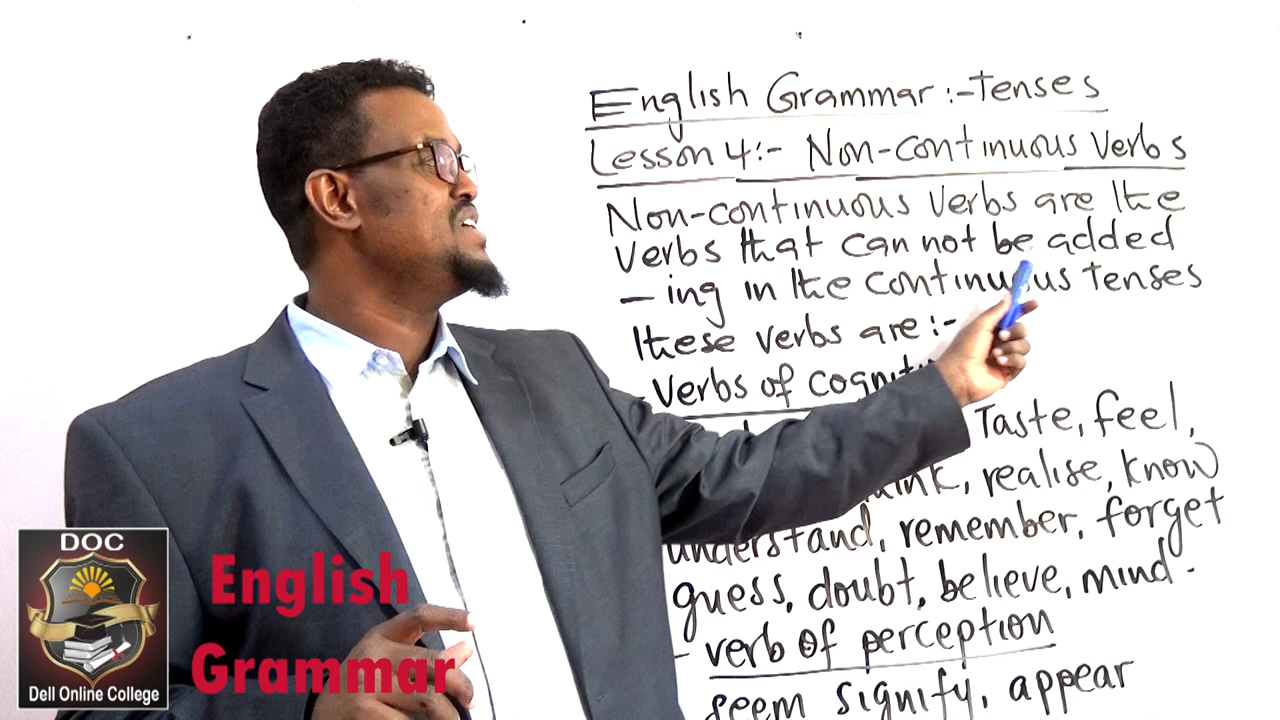 English Grammar :- Tenses
Lesson 4:- Non-continuous Verbs
Non-continuous Verbs are the
verbs that can not be added
- ing in the continuous tenses
these verbs are :-
- verbs of
Taste, feel,
realise, know
understand, remember, forget
guess, doubt, believe, mind.
- verb of perception
seem signify, appear
DOC
Dell Online College
English
Grammar